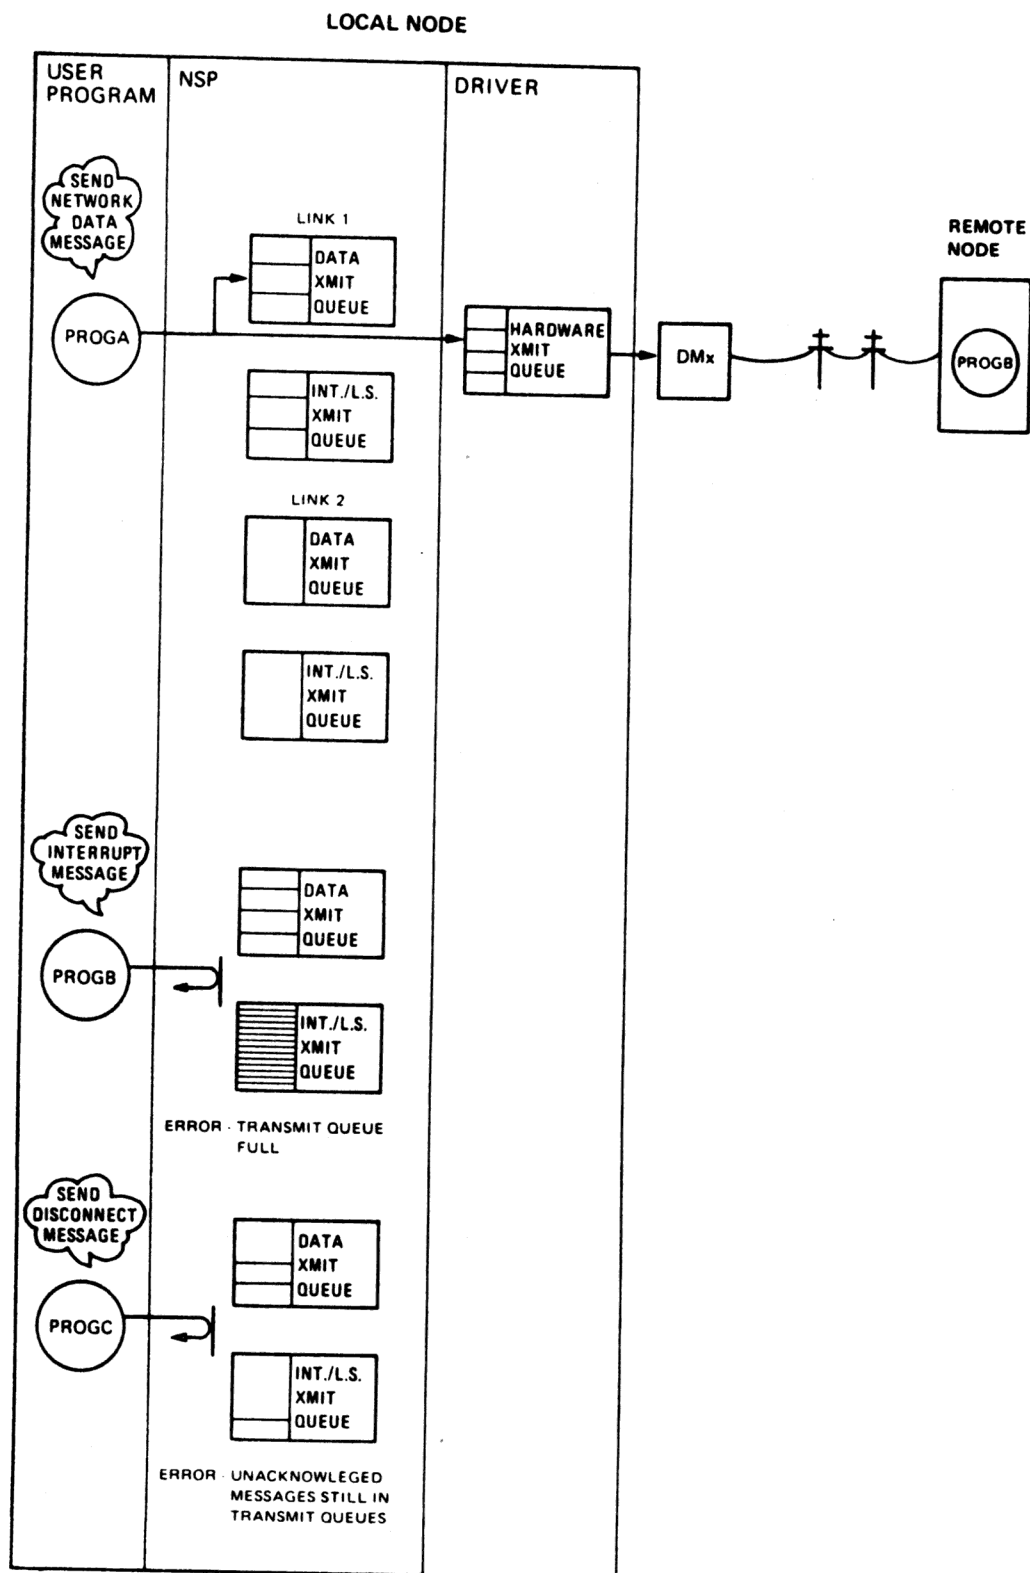 LOCAL NODE
USER
PROGRAM
NSP
DRIVER
SEND
NETWORK
DATA
MESSAGE
PROGA
LINK 1
DATA
XMIT
QUEUE
INT./L.S.
XMIT
QUEUE
HARDWARE
XMIT
QUEUE
DMx
REMOTE
NODE
PROGB
LINK 2
DATA
XMIT
QUEUE
INT./L.S.
XMIT
QUEUE
SEND
INTERRUPT
MESSAGE
PROGB
DATA
XMIT
QUEUE
INT./L.S.
XMIT
QUEUE
ERROR - TRANSMIT QUEUE
FULL
SEND
DISCONNECT
MESSAGE
PROGC
DATA
XMIT
QUEUE
INT./L.S.
XMIT
QUEUE
ERROR - UNACKNOWLEGED
MESSAGES STILL IN
TRANSMIT QUEUES